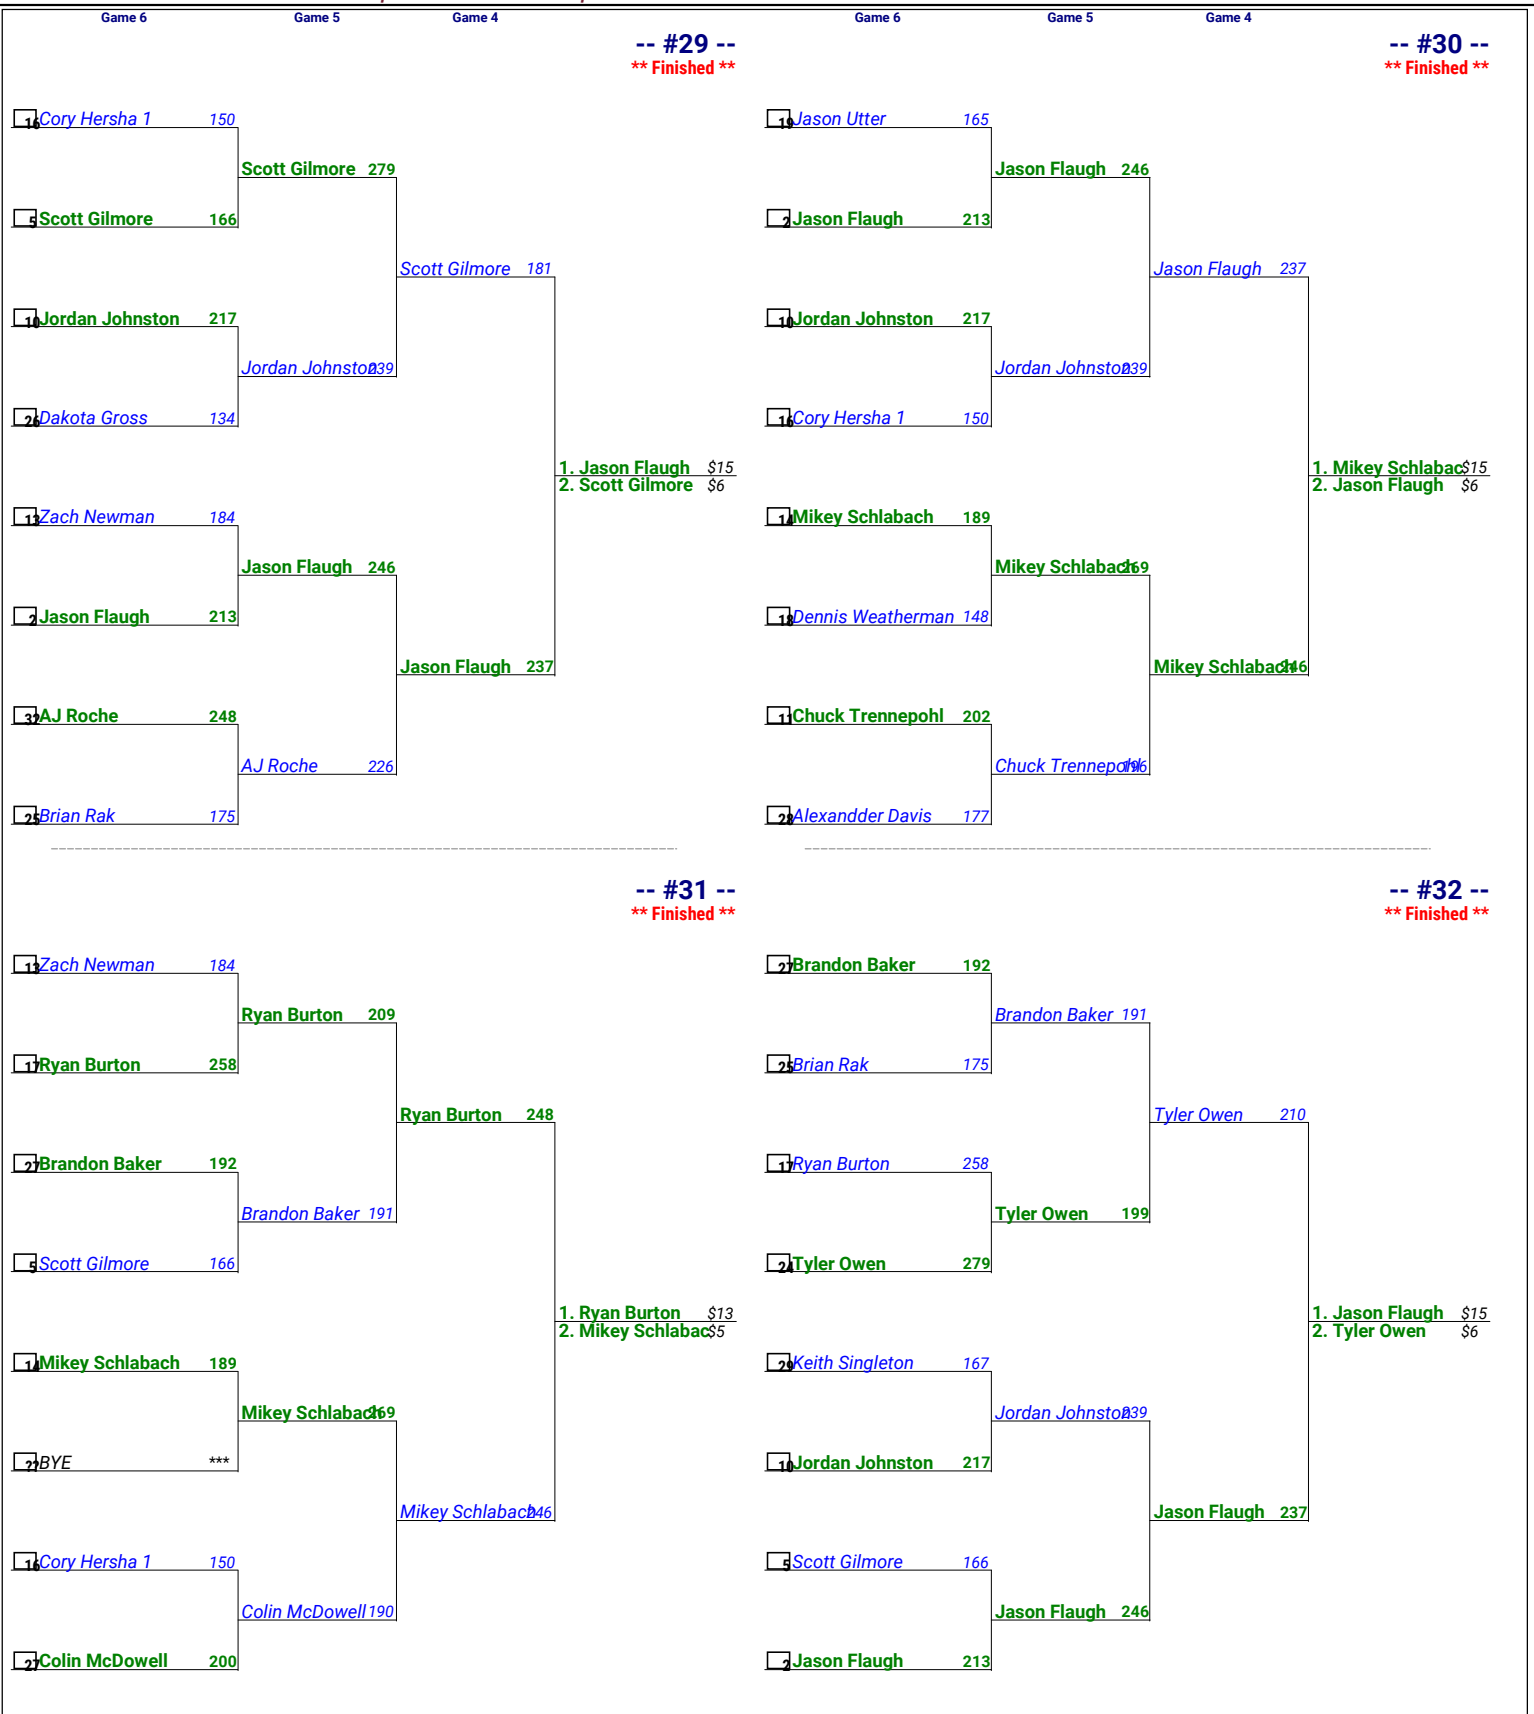 Game 6 Game 5 Game 4 Game 6 Game 5 Game 4
-- #29 --
** Finished **
16 Cory Hersha 1 150
Scott Gilmore 279
5 Scott Gilmore 166
Scott Gilmore 181
10 Jordan Johnston 217
Jordan Johnston 239
26 Dakota Gross 134
1. Jason Flaugh $15
2. Scott Gilmore $6
13 Zach Newman 184
Jason Flaugh 246
2 Jason Flaugh 213
Jason Flaugh 237
32 AJ Roche 248
AJ Roche 226
25 Brian Rak 175
-- #30 --
** Finished **
19 Jason Utter 165
Jason Flaugh 246
2 Jason Flaugh 213
Jason Flaugh 237
10 Jordan Johnston 217
Jordan Johnston 239
16 Cory Hersha 1 150
1. Mikey Schlabac $15
2. Jason Flaugh $6
14 Mikey Schlabach 189
Mikey Schlabach 269
18 Dennis Weatherman 148
Mikey Schlabach 246
11 Chuck Trennepohl 202
Chuck Trennepohl 196
28 Alexandder Davis 177
-- #31 --
** Finished **
13 Zach Newman 184
Ryan Burton 209
17 Ryan Burton 258
Ryan Burton 248
27 Brandon Baker 192
Brandon Baker 191
5 Scott Gilmore 166
1. Ryan Burton $13
2. Mikey Schlabac $5
14 Mikey Schlabach 189
Mikey Schlabach 269
?? BYE ***
Mikey Schlabach 246
16 Cory Hersha 1 150
Colin McDowell 190
27 Colin McDowell 200
-- #32 --
** Finished **
27 Brandon Baker 192
Brandon Baker 191
25 Brian Rak 175
Tyler Owen 210
17 Ryan Burton 258
Tyler Owen 199
24 Tyler Owen 279
1. Jason Flaugh $15
2. Tyler Owen $6
29 Keith Singleton 167
Jordan Johnston 239
10 Jordan Johnston 217
Jason Flaugh 237
5 Scott Gilmore 166
Jason Flaugh 246
2 Jason Flaugh 213